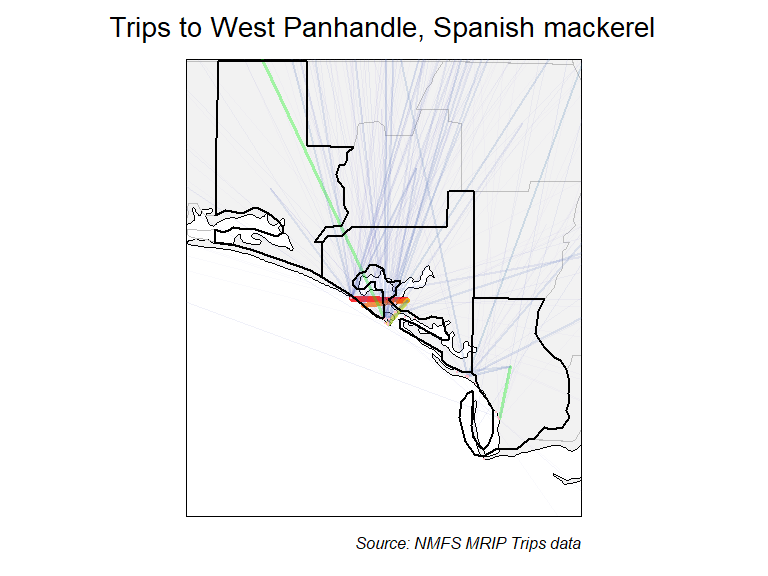 Trips to West Panhandle, Spanish mackerel
Source: NMFS MRIP Trips data